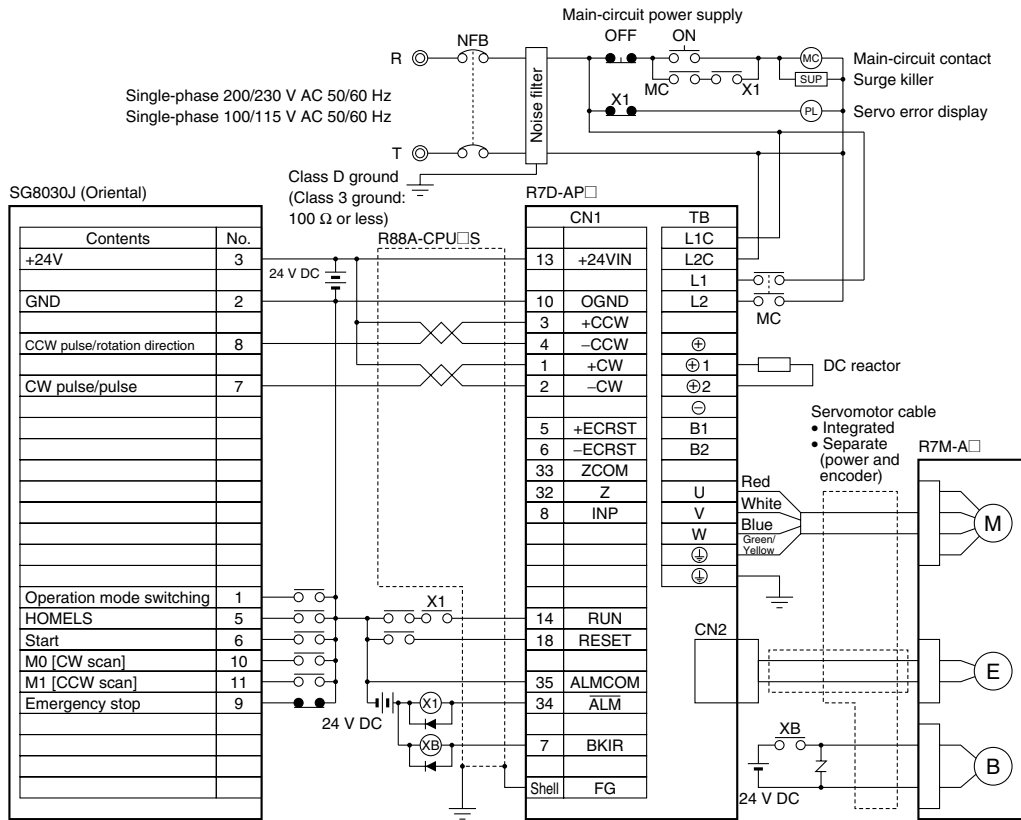 Main-circuit power supply
OFF ON
R NFB
MC
Main-circuit contact
SUP
Surge killer
MC X1
X1
PL
Servo error display
Noise filter
Single-phase 200/230 V AC 50/60 Hz
Single-phase 100/115 V AC 50/60 Hz
T
Class D ground
(Class 3 ground:
100 Ω or less)
SG8030J (Oriental)
R7D-AP□
R88A-CPU□S
CN1 TB
Contents No.
L1C
+24V 3
24 V DC
13 +24VIN L2C
L1
GND 2
10 OGND L2
MC
3 +CCW
CCW pulse/rotation direction 8
4 −CCW ⊕
1 +CW ⊕1
DC reactor
CW pulse/pulse 7
2 −CW ⊕2
⊖
5 +ECRST B1
6 −ECRST B2
33 ZCOM
32 Z U
8 INP V
W
Servomotor cable
• Integrated
• Separate
(power and
encoder)
R7M-A□
Red
White
Blue
Green/
Yellow
M
Operation mode switching 1
HOMELS 5
X1
14 RUN
Start 6
18 RESET
CN2
M0 [CW scan] 10
M1 [CCW scan] 11
35 ALMCOM
E
Emergency stop 9
24 V DC
X1
34 A̅L̅M̅
XB
7 BKIR
XB
24 V DC
B
Shell FG